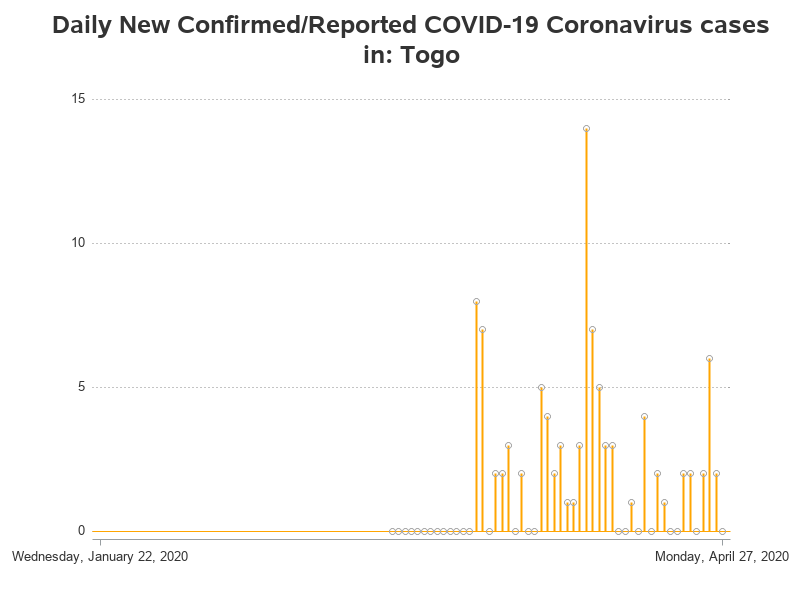 Daily New Confirmed/Reported COVID-19 Coronavirus cases
in: Togo
15
10
5
0
Wednesday, January 22, 2020
Monday, April 27, 2020